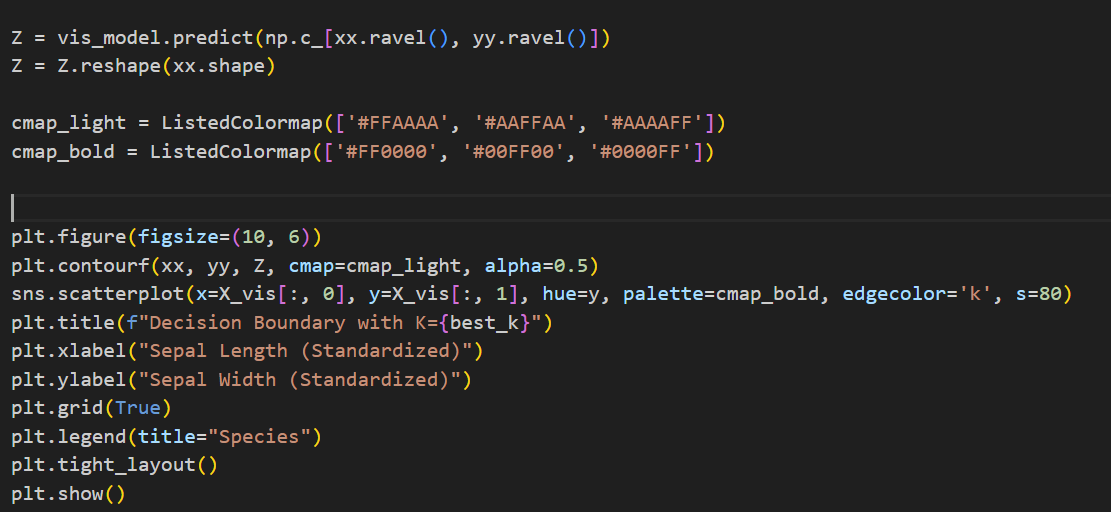 Z = vis_model.predict(np.c_[xx.ravel(), yy.ravel()])
Z = Z.reshape(xx.shape)
cmap_light = ListedColormap(['#FFAAAA', '#AAFFAA', '#AAAAFF'])
cmap_bold = ListedColormap(['#FF0000', '#00FF00', '#0000FF'])
plt.figure(figsize=(10, 6))
plt.contourf(xx, yy, Z, cmap=cmap_light, alpha=0.5)
sns.scatterplot(x=X_vis[:, 0], y=X_vis[:, 1], hue=y, palette=cmap_bold, edgecolor='k', s=80)
plt.title(f"Decision Boundary with K={best_k}")
plt.xlabel("Sepal Length (Standardized)")
plt.ylabel("Sepal Width (Standardized)")
plt.grid(True)
plt.legend(title="Species")
plt.tight_layout()
plt.show()